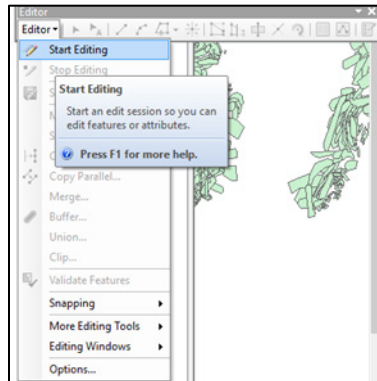 Editor
Editor
Start Editing
Stop Editing
Start Editing
Start an edit session so you can
edit features or attributes.
Press F1 for more help.
Copy Parallel...
Merge...
Buffer...
Union...
Clip...
Validate Features
Snapping
More Editing Tools
Editing Windows
Options...